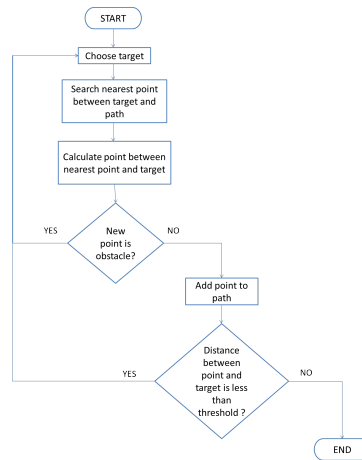 START
Choose target
Search nearest point
between target and
path
Calculate point between
nearest point and target
YES
NO
New
point is
obstacle?
Add point to
path
Distance
between
point and
target is less
than
threshold ?
YES
NO
END